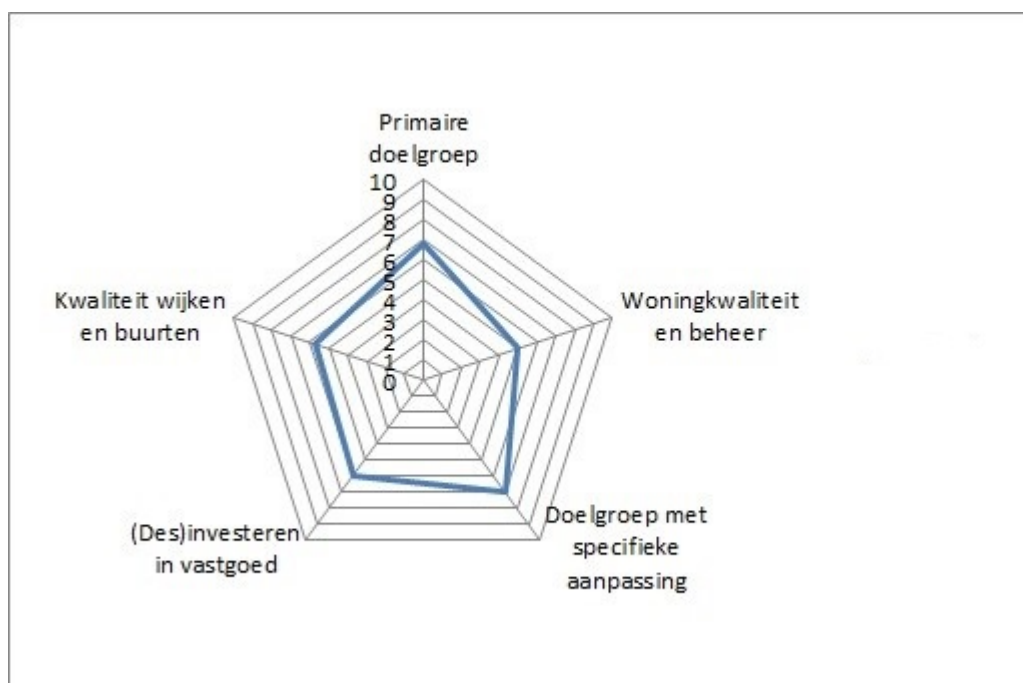 Primaire
doelgroep
10
9
8
7
6
5
4
3
2
1
0
Woningkwaliteit
en beheer
Doelgroep met
specifieke
aanpassing
(Des)investeren
in vastgoed
Kwaliteit wijken
en buurten